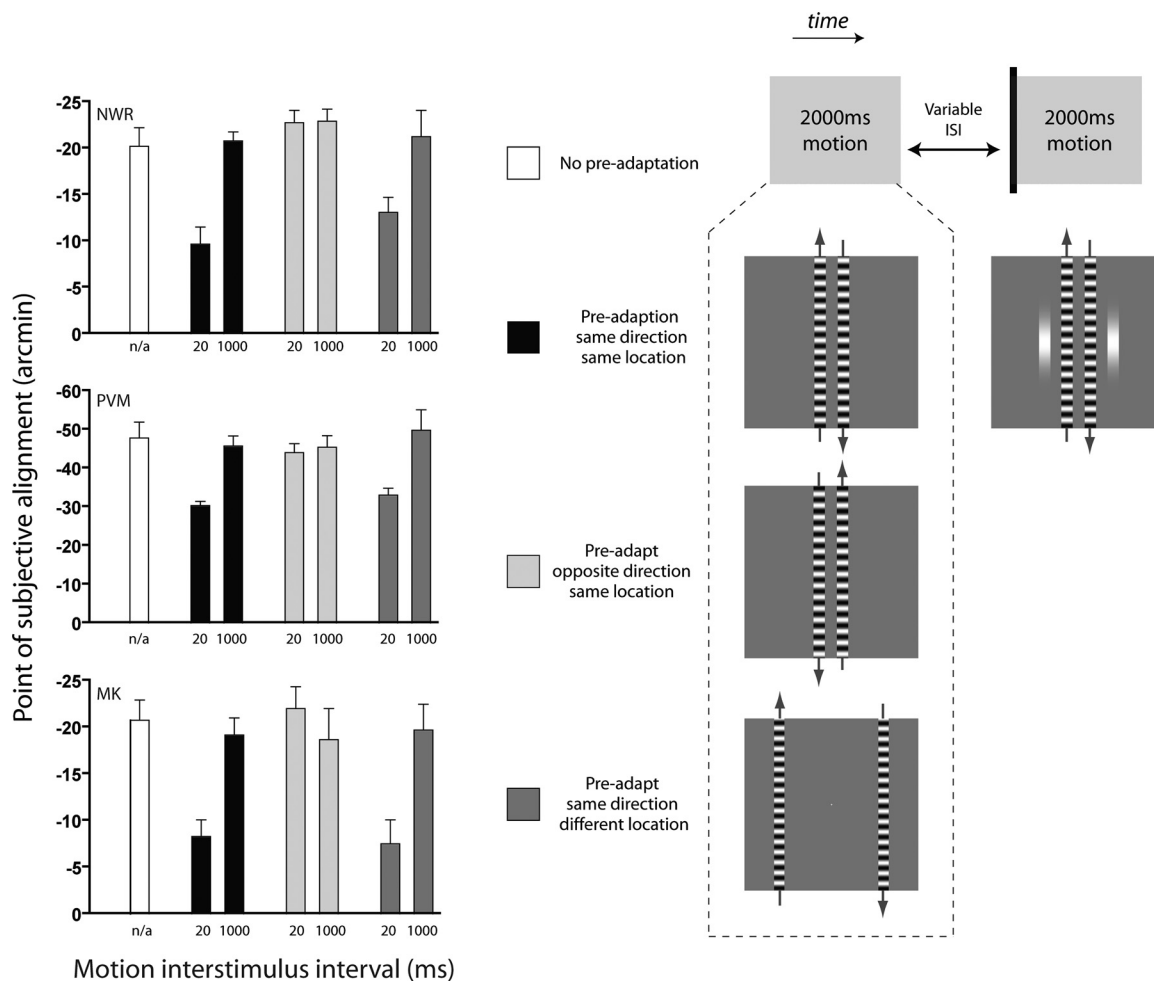 time
2000ms
motion
Variable
ISI
2000ms
motion
Point of subjective alignment (arcmin)
NWR
-25
-20
-15
-10
-5
0
n/a
20
1000
20
1000
20
1000
PVM
-60
-50
-40
-30
-20
-10
0
n/a
20
1000
20
1000
20
1000
MK
-25
-20
-15
-10
-5
0
n/a
20
1000
20
1000
20
1000
Motion interstimulus interval (ms)
No pre-adaptation
Pre-adaption
same direction
same location
Pre-adapt
opposite direction
same location
Pre-adapt
same direction
different location